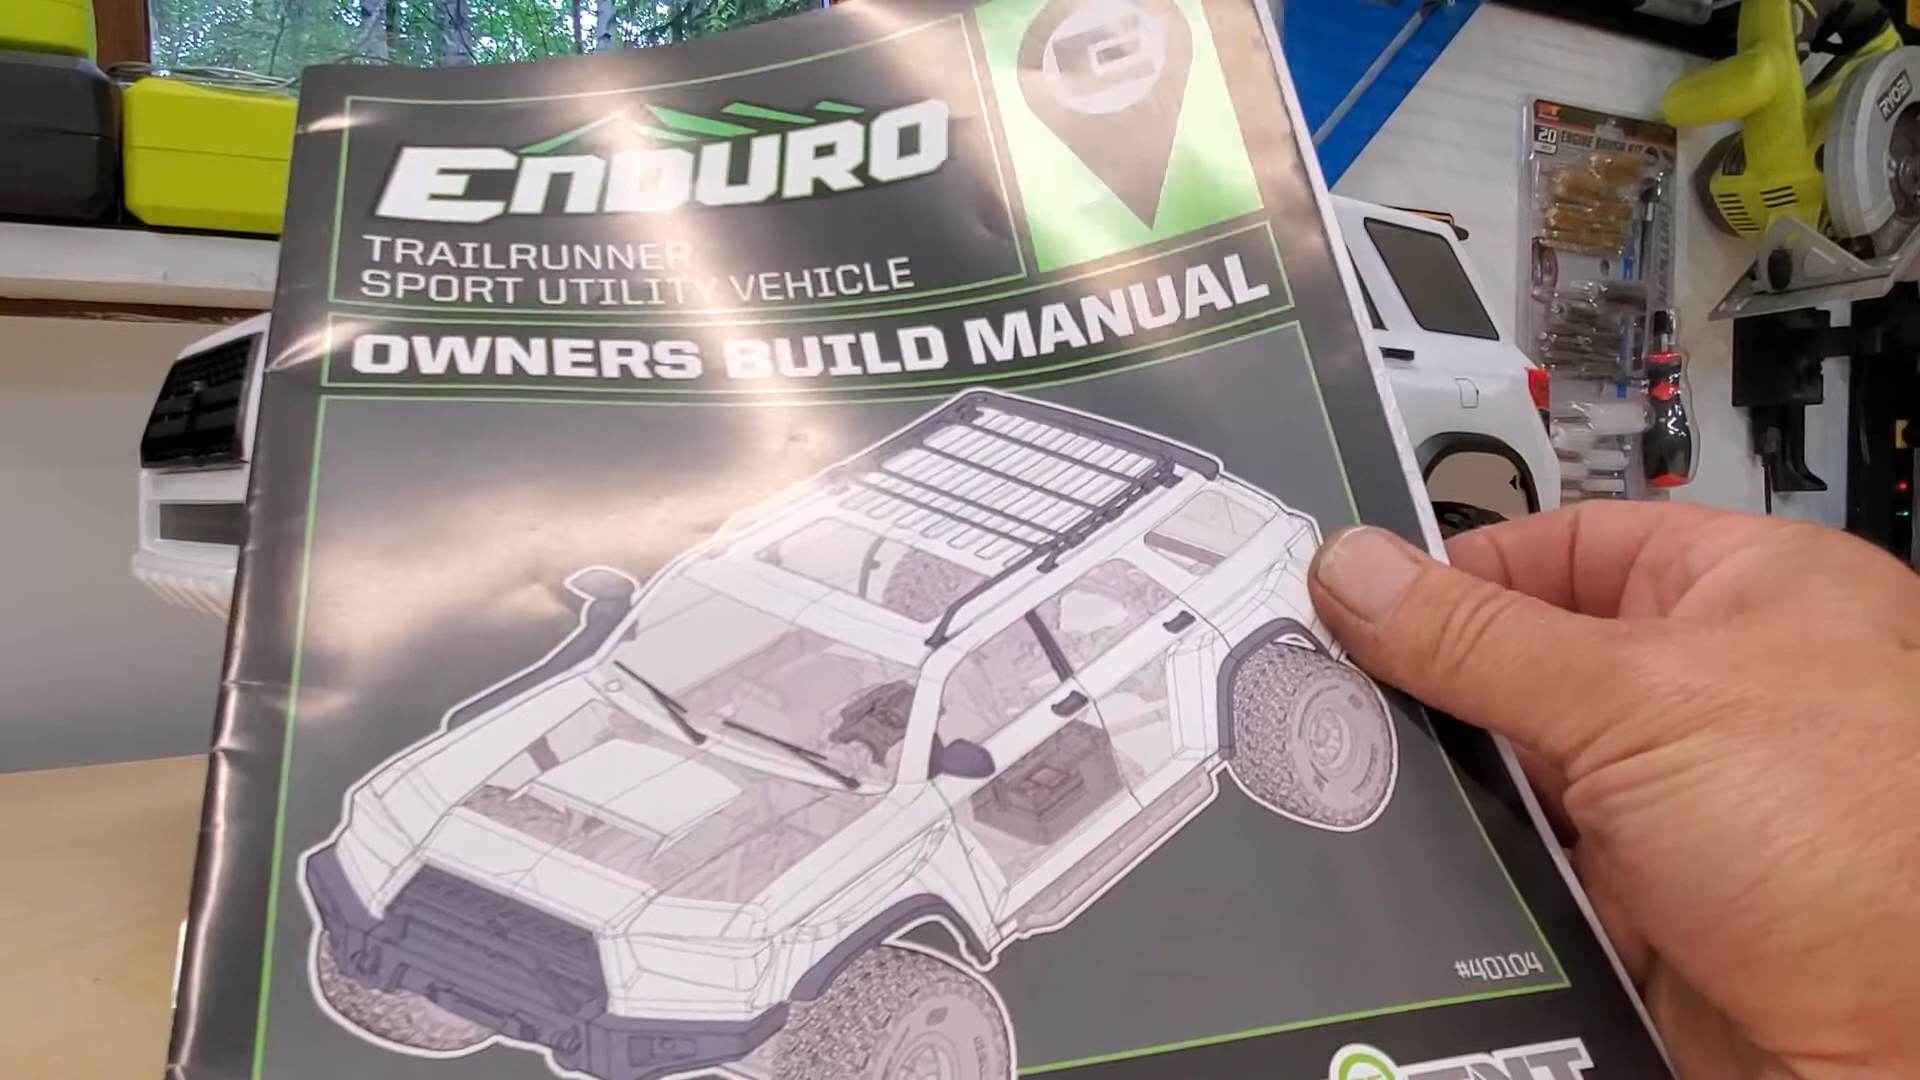 ENDURO
TRAILRUNNER
SPORT UTILITY VEHICLE
OWNERS BUILD MANUAL
#40104
20
ENGINE BRUSH KIT
RYOBI